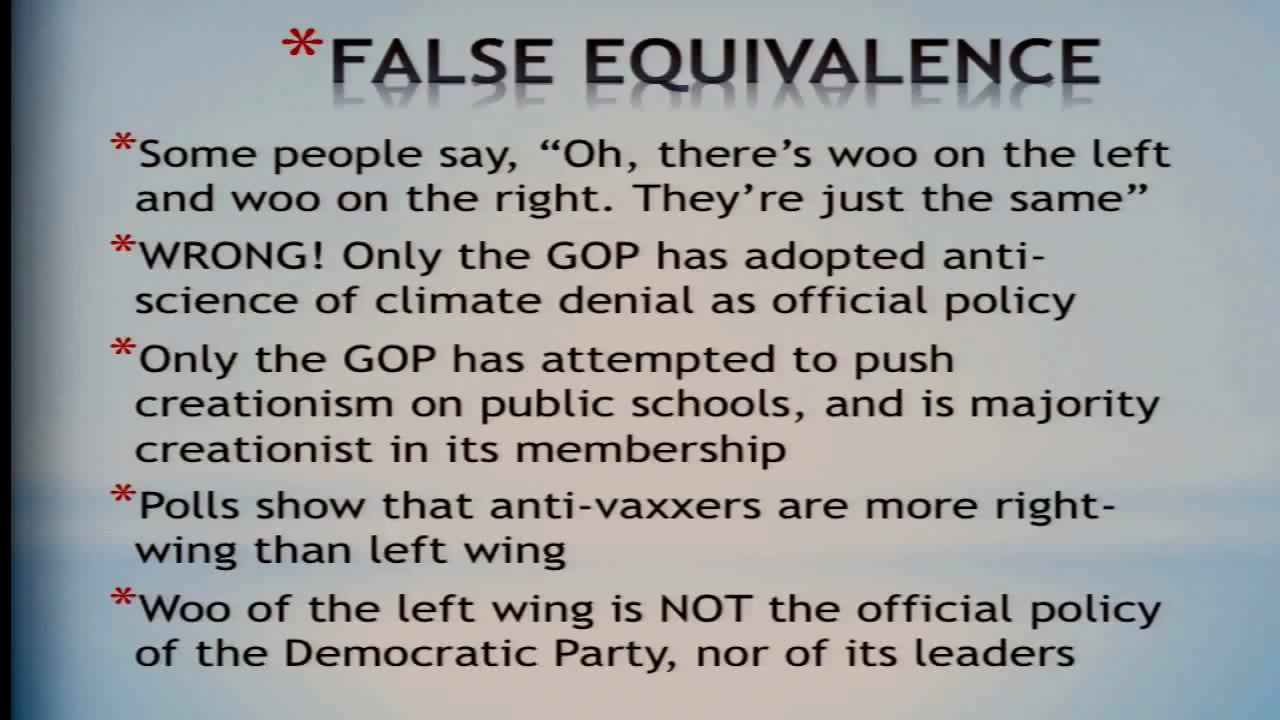 *FALSE EQUIVALENCE
*Some people say, “Oh, there’s woo on the left
and woo on the right. They’re just the same”
*WRONG! Only the GOP has adopted anti-
science of climate denial as official policy
*Only the GOP has attempted to push
creationism on public schools, and is majority
creationist in its membership
*Polls show that anti-vaxxers are more right-
wing than left wing
*Woo of the left wing is NOT the official policy
of the Democratic Party, nor of its leaders